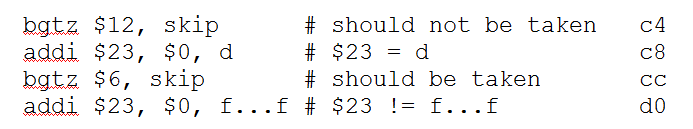 bgtz $12, skip # should not be taken c4
addi $23, $0, d # $23 = d c8
bgtz $6, skip # should be taken cc
addi $23, $0, f...f # $23 != f...f d0